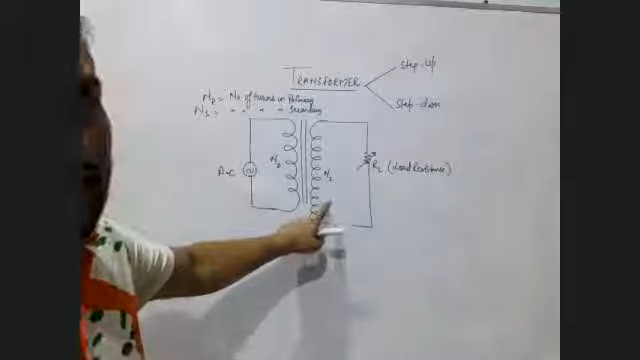 TRANSFORMER
Step-Up
Step-down
Np = No of turns in Primary
Ns = " " " " Secondary
A.C
Np
Ns
RL (Load Resistance)